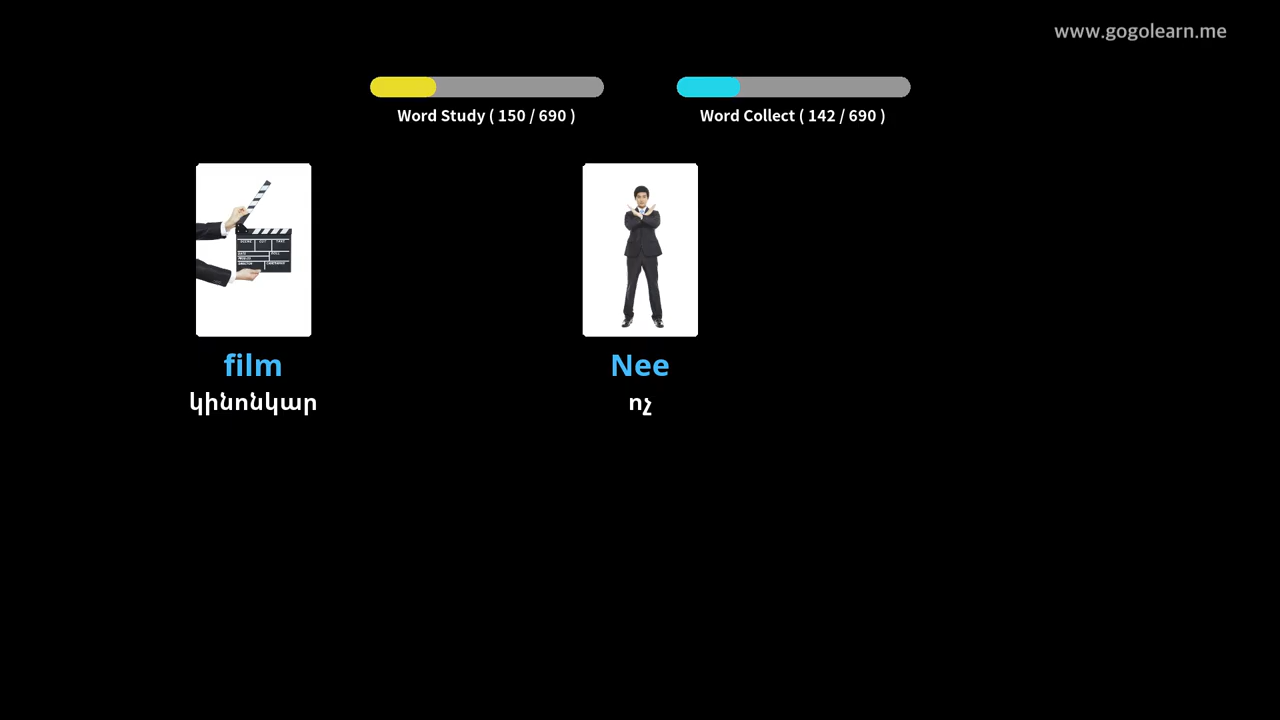 www.gogolearn.me
Word Study ( 150 / 690 )
Word Collect ( 142 / 690 )
film
Nee
կինոնկար
ոչ